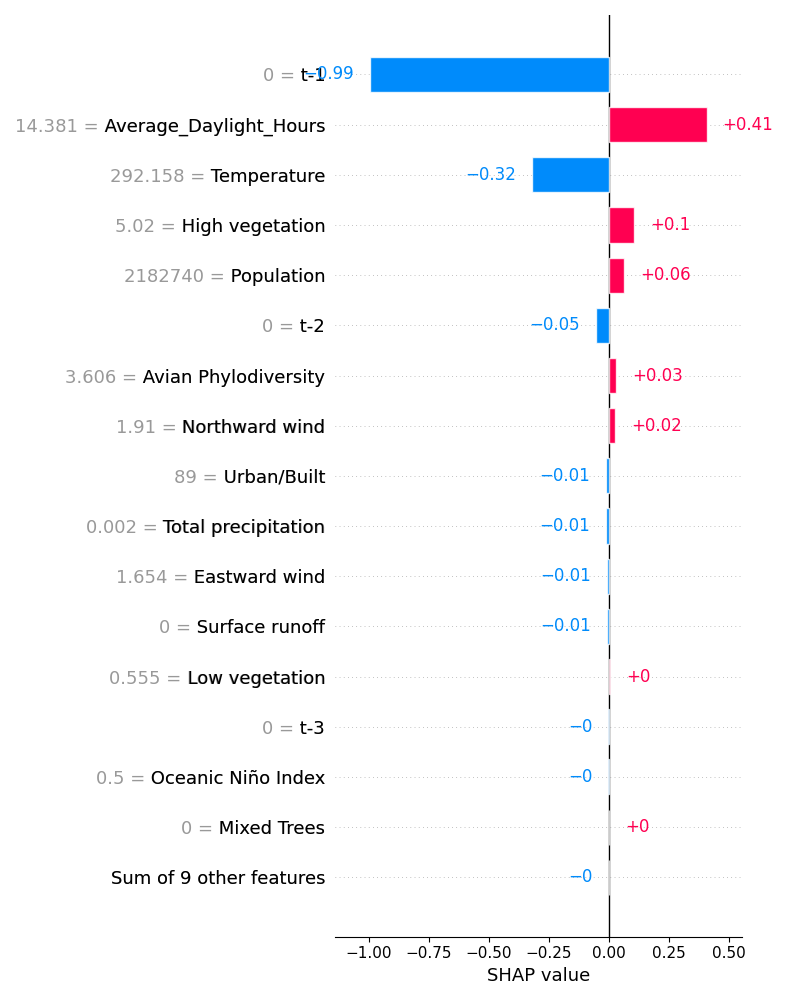 0 = t-1 −0.99
14.381 = Average_Daylight_Hours +0.41
292.158 = Temperature −0.32
5.02 = High vegetation +0.1
2182740 = Population +0.06
0 = t-2 −0.05
3.606 = Avian Phylodiversity +0.03
1.91 = Northward wind +0.02
89 = Urban/Built −0.01
0.002 = Total precipitation −0.01
1.654 = Eastward wind −0.01
0 = Surface runoff −0.01
0.555 = Low vegetation +0
0 = t-3 −0
0.5 = Oceanic Niño Index −0
0 = Mixed Trees +0
Sum of 9 other features −0
−1.00 −0.75 −0.50 −0.25 0.00 0.25 0.50
SHAP value